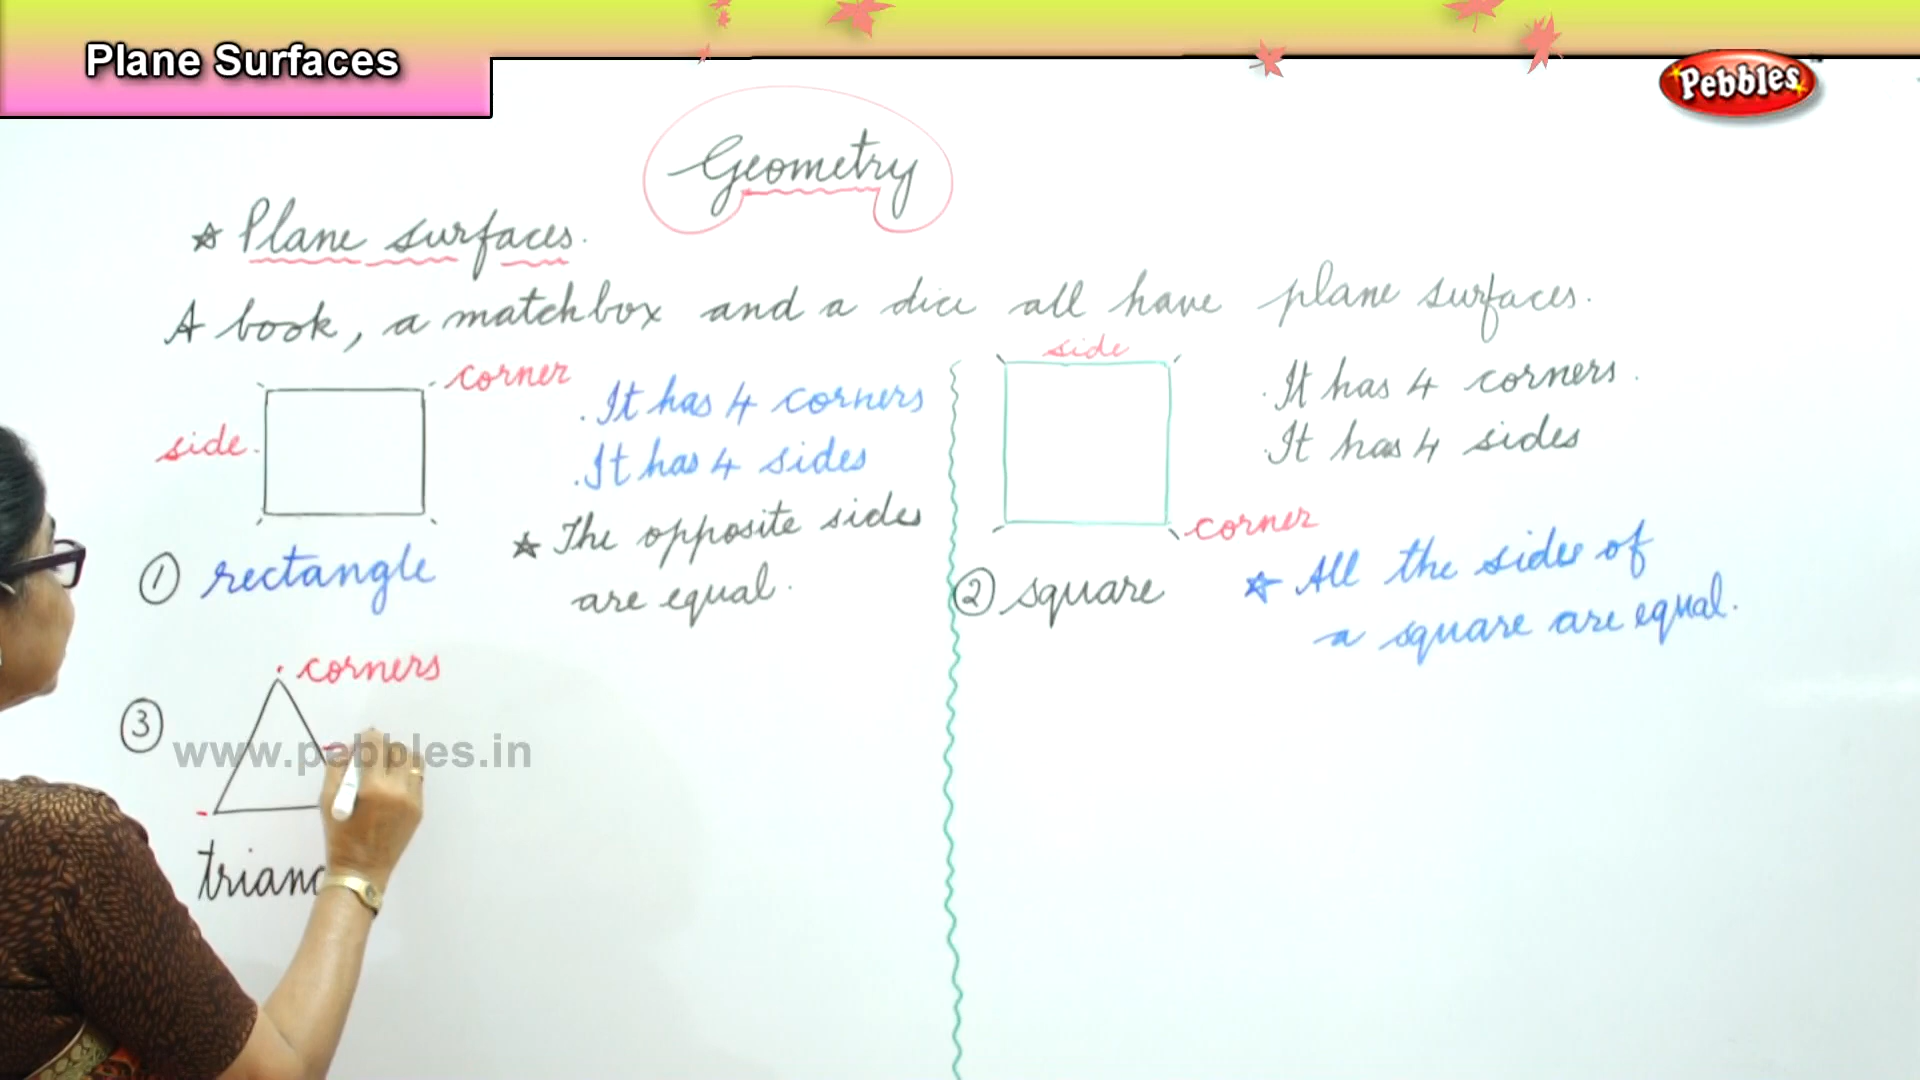 Plane Surfaces
Pebbles
Geometry
☆ Plane surfaces.
A book, a matchbox and a dice all have plane surfaces.
corner
side
. It has 4 corners
. It has 4 sides
☆ The opposite sides
are equal.
① rectangle
side
corner
. It has 4 corners.
. It has 4 sides
② square
☆ All the sides of
a square are equal.
③
corners
www.pebbles.in